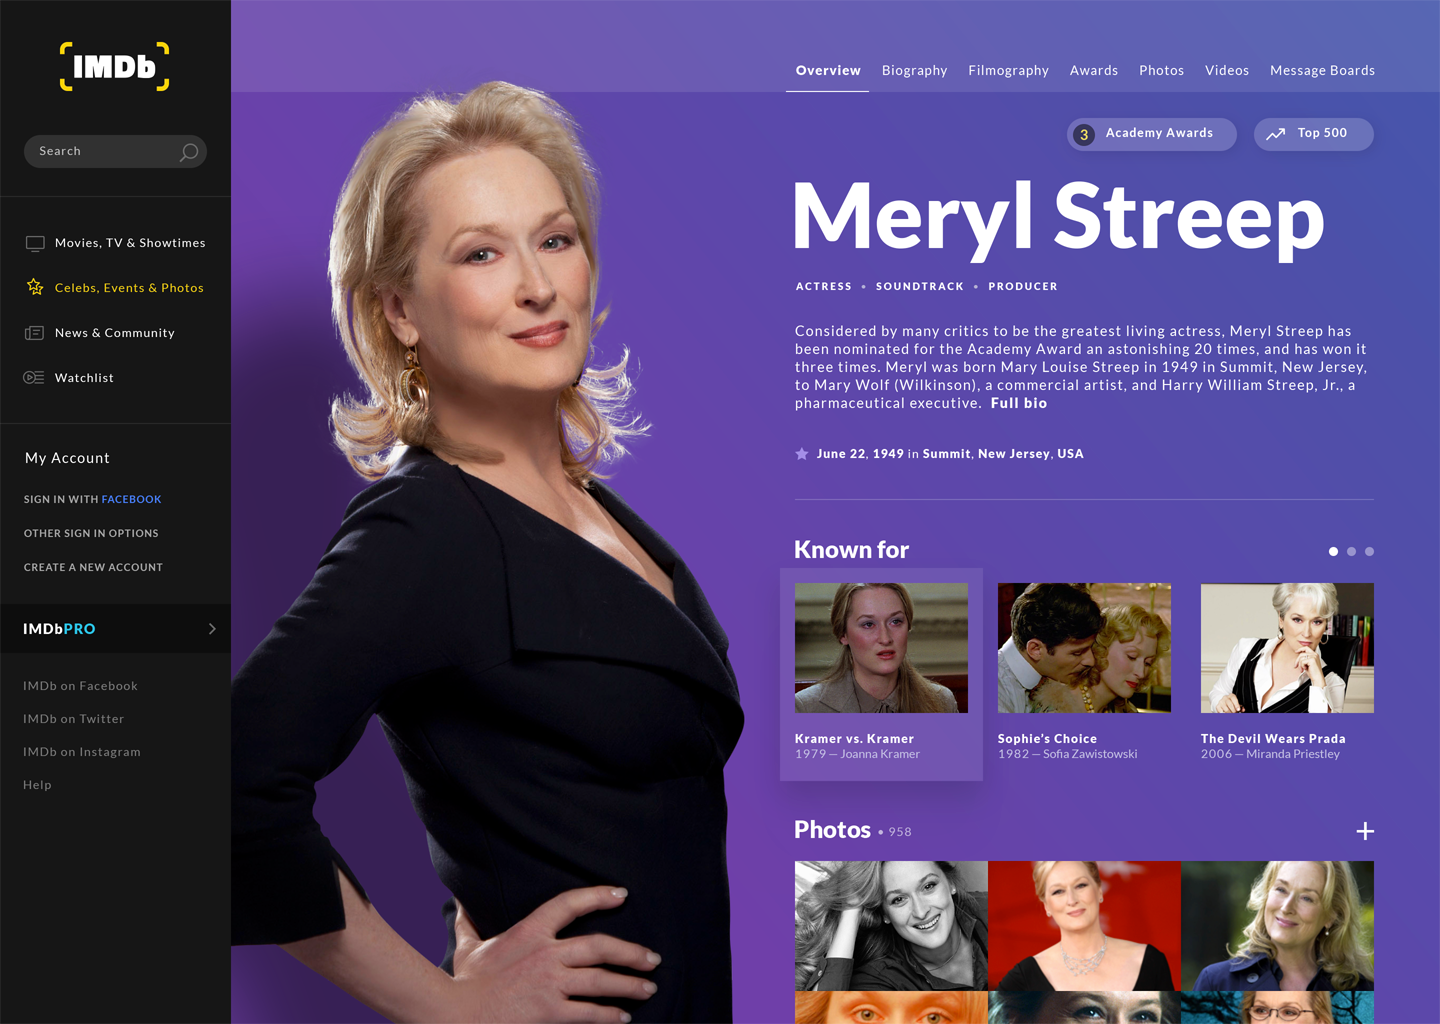 IMDb
Search
Movies, TV & Showtimes
Celebs, Events & Photos
News & Community
Watchlist
My Account
SIGN IN WITH FACEBOOK
OTHER SIGN IN OPTIONS
CREATE A NEW ACCOUNT
IMDbPRO
IMDb on Facebook
IMDb on Twitter
IMDb on Instagram
Help
Overview Biography Filmography Awards Photos Videos Message Boards
3 Academy Awards Top 500
Meryl Streep
ACTRESS • SOUNDTRACK • PRODUCER
Considered by many critics to be the greatest living actress, Meryl Streep has
been nominated for the Academy Award an astonishing 20 times, and has won it
three times. Meryl was born Mary Louise Streep in 1949 in Summit, New Jersey,
to Mary Wolf (Wilkinson), a commercial artist, and Harry William Streep, Jr., a
pharmaceutical executive. Full bio
June 22, 1949 in Summit, New Jersey, USA
Known for
Kramer vs. Kramer
1979 — Joanna Kramer
Sophie's Choice
1982 — Sofia Zawistowski
The Devil Wears Prada
2006 — Miranda Priestley
Photos • 958